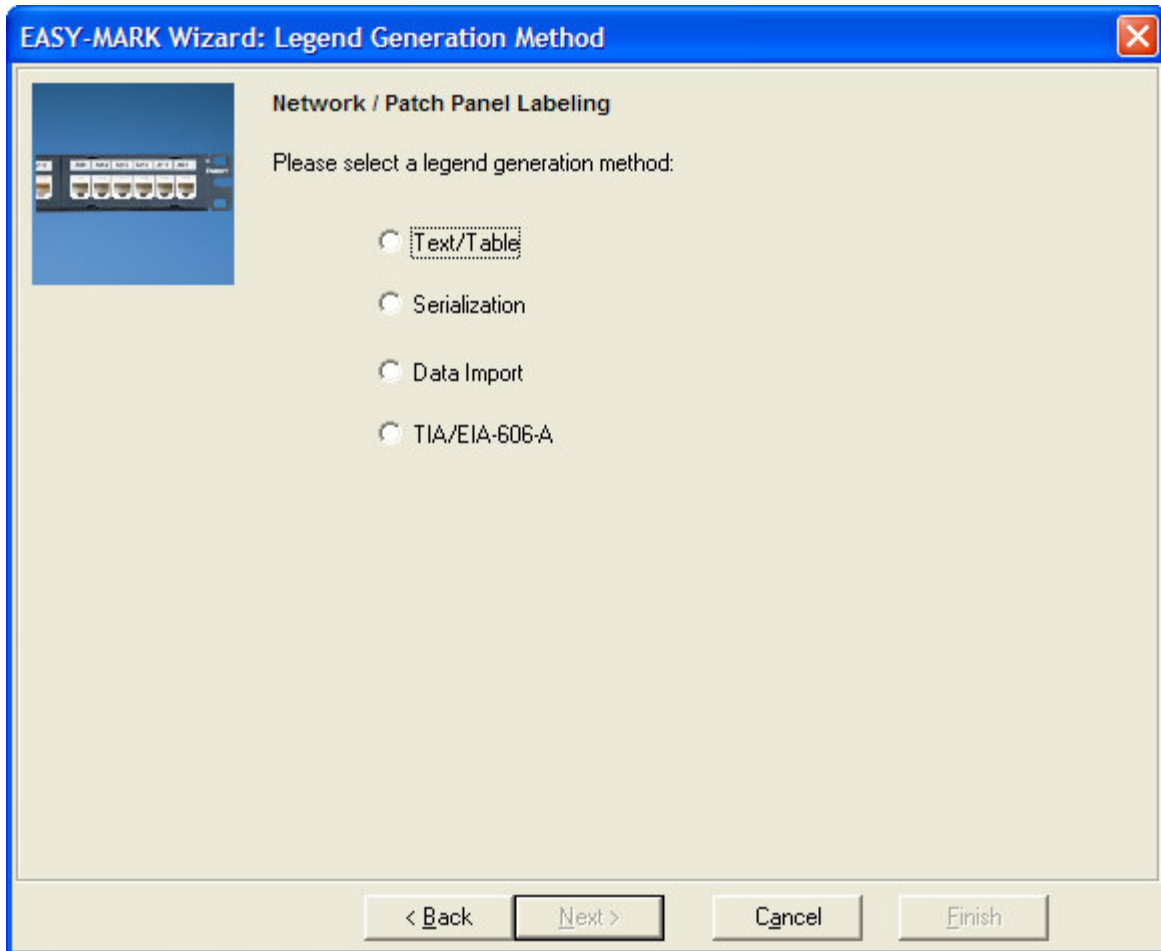 EASY-MARK Wizard: Legend Generation Method
Network / Patch Panel Labeling
Please select a legend generation method:
Text/Table
Serialization
Data Import
TIA/EIA-606-A
< Back
Next >
Cancel
Finish